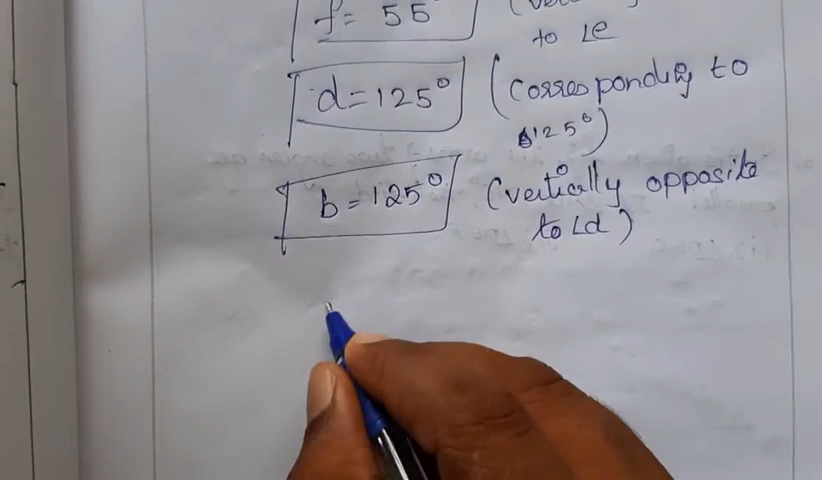 f = 55°
to ∠e
d = 125° (corresponding to
125°)
b = 125° (vertically opposite
to ∠d)